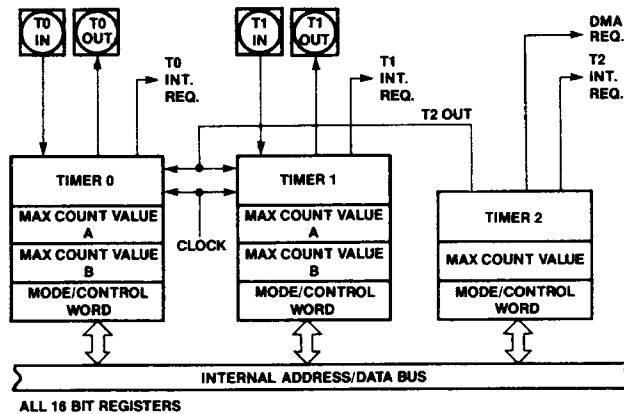 T0
IN
T0
OUT
T1
IN
T1
OUT
DMA
REQ.
T0
INT.
REQ.
T1
INT.
REQ.
T2
INT.
REQ.
T2 OUT
TIMER 0
MAX COUNT VALUE
A
MAX COUNT VALUE
B
MODE/CONTROL
WORD
CLOCK
TIMER 1
MAX COUNT VALUE
A
MAX COUNT VALUE
B
MODE/CONTROL
WORD
TIMER 2
MAX COUNT VALUE
MODE/CONTROL
WORD
INTERNAL ADDRESS/DATA BUS
ALL 16 BIT REGISTERS